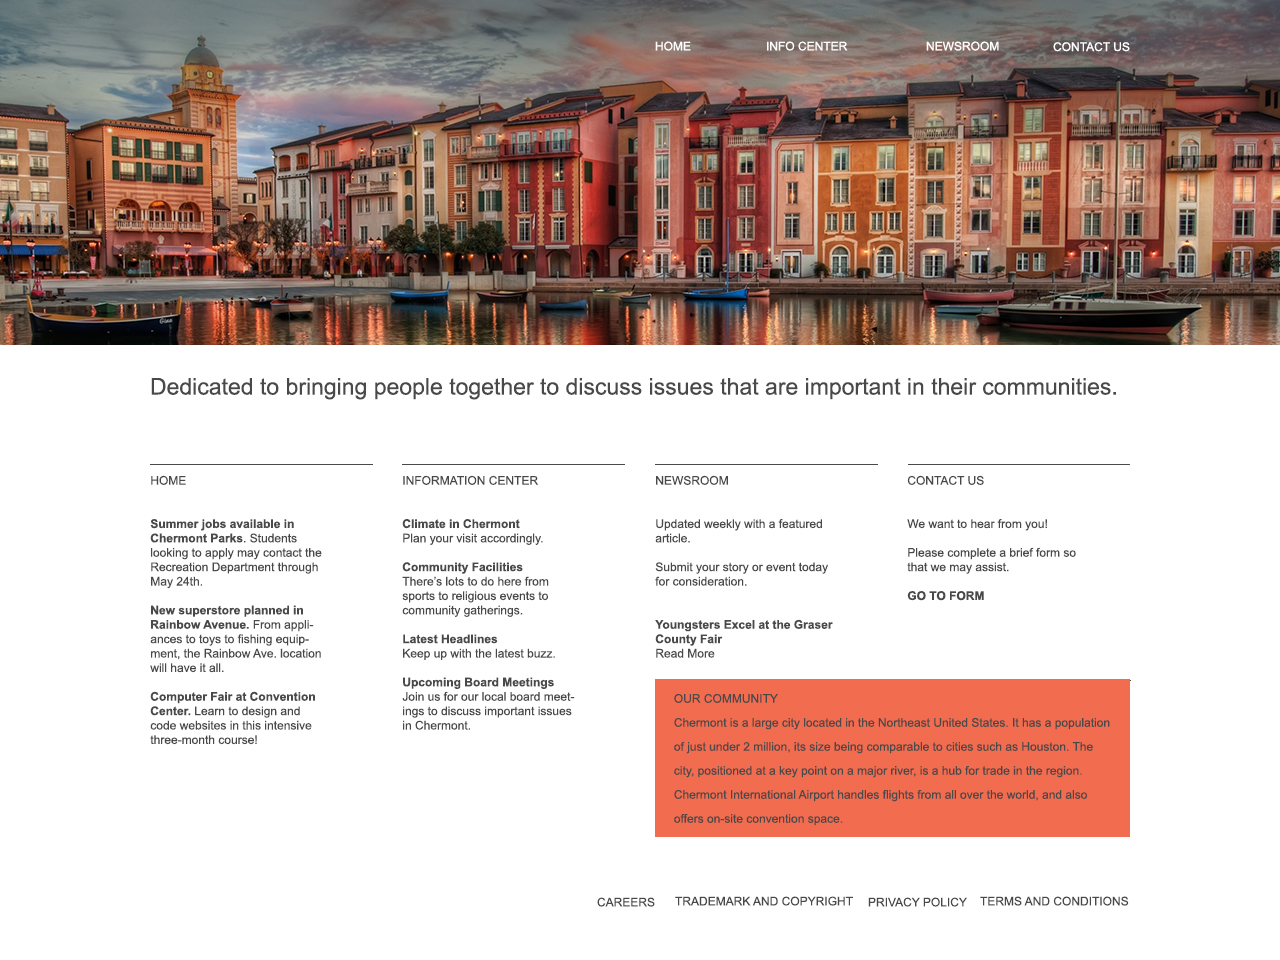 HOME
INFO CENTER
NEWSROOM
CONTACT US
Dedicated to bringing people together to discuss issues that are important in their communities.
HOME
Summer jobs available in
Chermont Parks. Students
looking to apply may contact the
Recreation Department through
May 24th.
New superstore planned in
Rainbow Avenue. From appli-
ances to toys to fishing equip-
ment, the Rainbow Ave. location
will have it all.
Computer Fair at Convention
Center. Learn to design and
code websites in this intensive
three-month course!
INFORMATION CENTER
Climate in Chermont
Plan your visit accordingly.
Community Facilities
There's lots to do here from
sports to religious events to
community gatherings.
Latest Headlines
Keep up with the latest buzz.
Upcoming Board Meetings
Join us for our local board meet-
ings to discuss important issues
in Chermont.
NEWSROOM
Updated weekly with a featured
article.
Submit your story or event today
for consideration.
Youngsters Excel at the Graser
County Fair
Read More
CONTACT US
We want to hear from you!
Please complete a brief form so
that we may assist.
GO TO FORM
OUR COMMUNITY
Chermont is a large city located in the Northeast United States. It has a population
of just under 2 million, its size being comparable to cities such as Houston. The
city, positioned at a key point on a major river, is a hub for trade in the region.
Chermont International Airport handles flights from all over the world, and also
offers on-site convention space.
CAREERS
TRADEMARK AND COPYRIGHT
PRIVACY POLICY
TERMS AND CONDITIONS